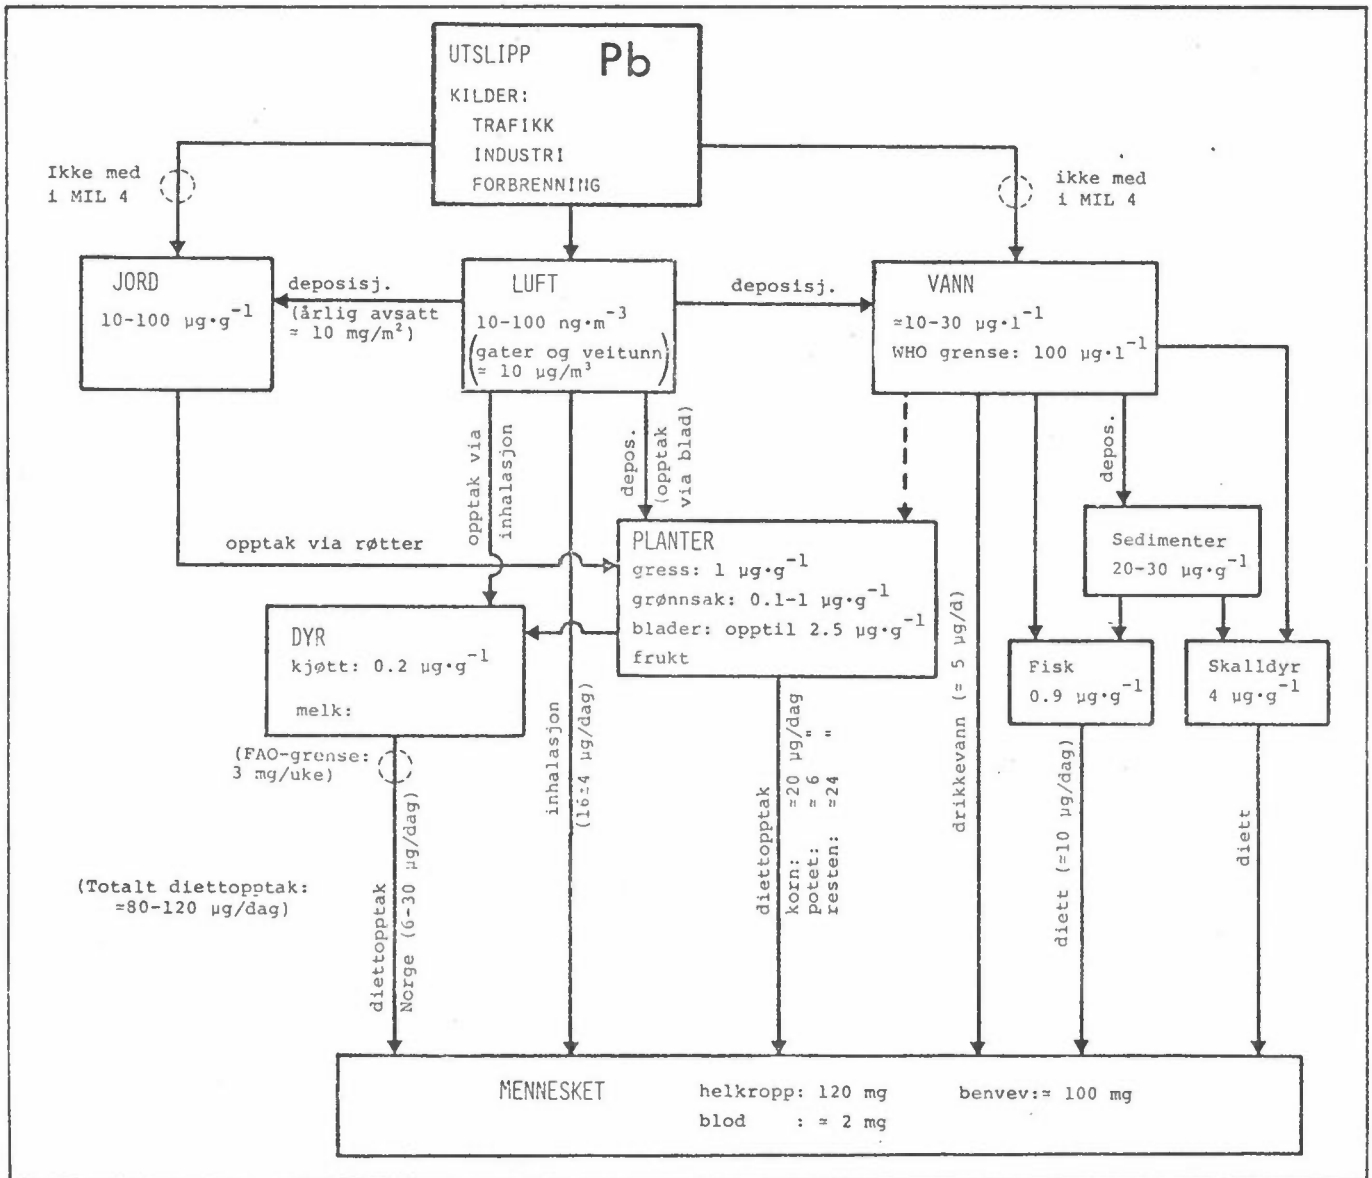 UTSLIPP Pb
KILDER:
TRAFIKK
INDUSTRI
FORBRENNING
Ikke med
i MIL 4
ikke med
i MIL 4
JORD
10-100 µg·g⁻¹
deposisj.
(årlig avsatt
≈ 10 mg/m²)
LUFT
10-100 ng·m⁻³
(gater og veitunn)
≈ 10 µg/m³
deposisj.
VANN
≈10-30 µg·l⁻¹
WHO grense: 100 µg·l⁻¹
opptak via
inhalasjon
depos.
(opptak
via blad)
depos.
opptak via røtter
PLANTER
gress: 1 µg·g⁻¹
grønnsak: 0.1-1 µg·g⁻¹
blader: opptil 2.5 µg·g⁻¹
frukt
Sedimenter
20-30 µg·g⁻¹
DYR
kjøtt: 0.2 µg·g⁻¹
melk:
Fisk
0.9 µg·g⁻¹
Skalldyr
4 µg·g⁻¹
(FAO-grense:
3 mg/uke)
(Totalt diettopptak:
≈80-120 µg/dag)
diettopptak
Norge (6-30 µg/dag)
inhalasjon
(16±4 µg/dag)
diettopptak
korn: ≈20 µg/dag
potet: ≈ 6 "
resten: ≈24 "
drikkevann (≈ 5 µg/d)
diett (≈10 µg/dag)
diett
MENNESKET
helkropp: 120 mg
benvev:≈ 100 mg
blod : ≈ 2 mg